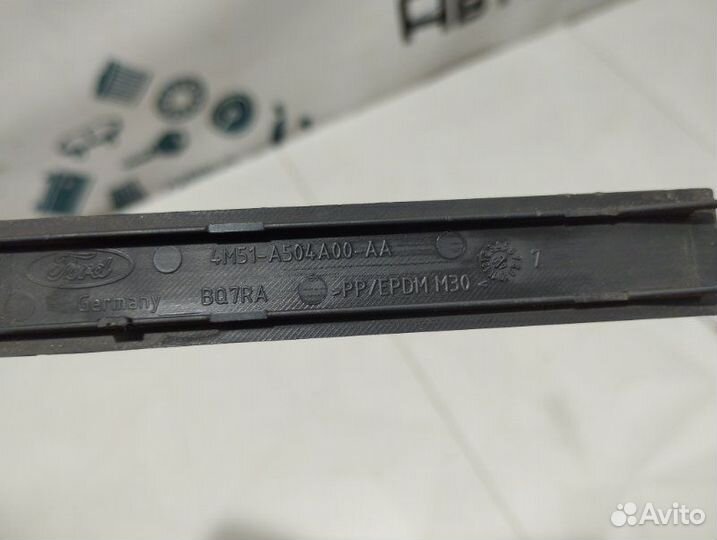 Ford
4M51-A504A00-AA
7
Germany
BQ7RA
>PP/EPDM M30<
Avito